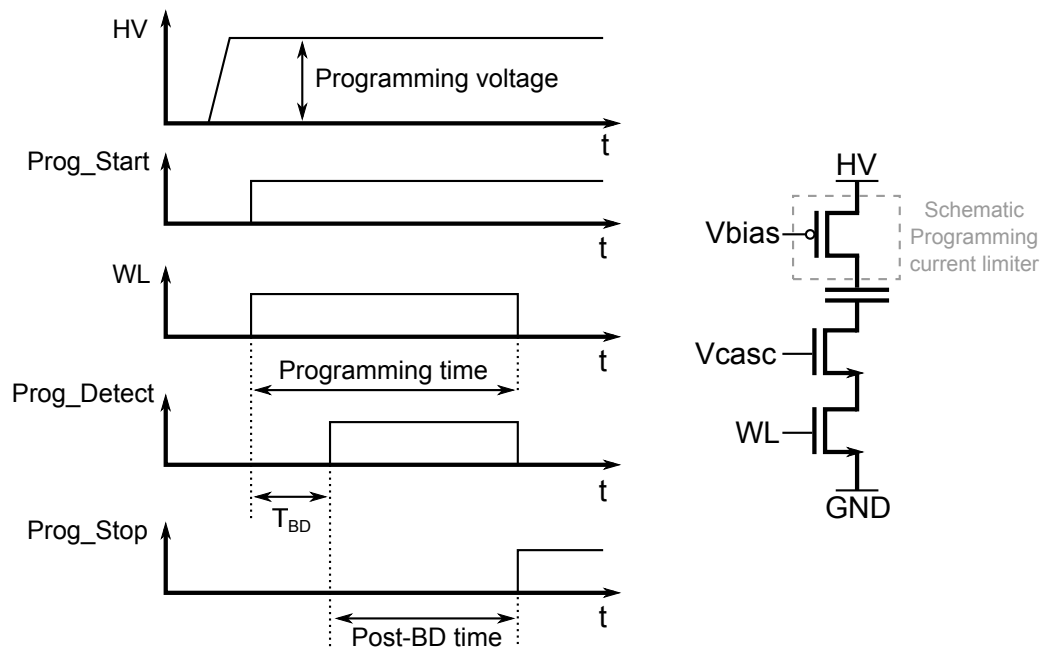 HV
Programming voltage
t
Prog_Start
t
WL
t
Programming time
Prog_Detect
t
TBD
Prog_Stop
t
Post-BD time
HV
Vbias
Schematic
Programming
current limiter
Vcasc
WL
GND